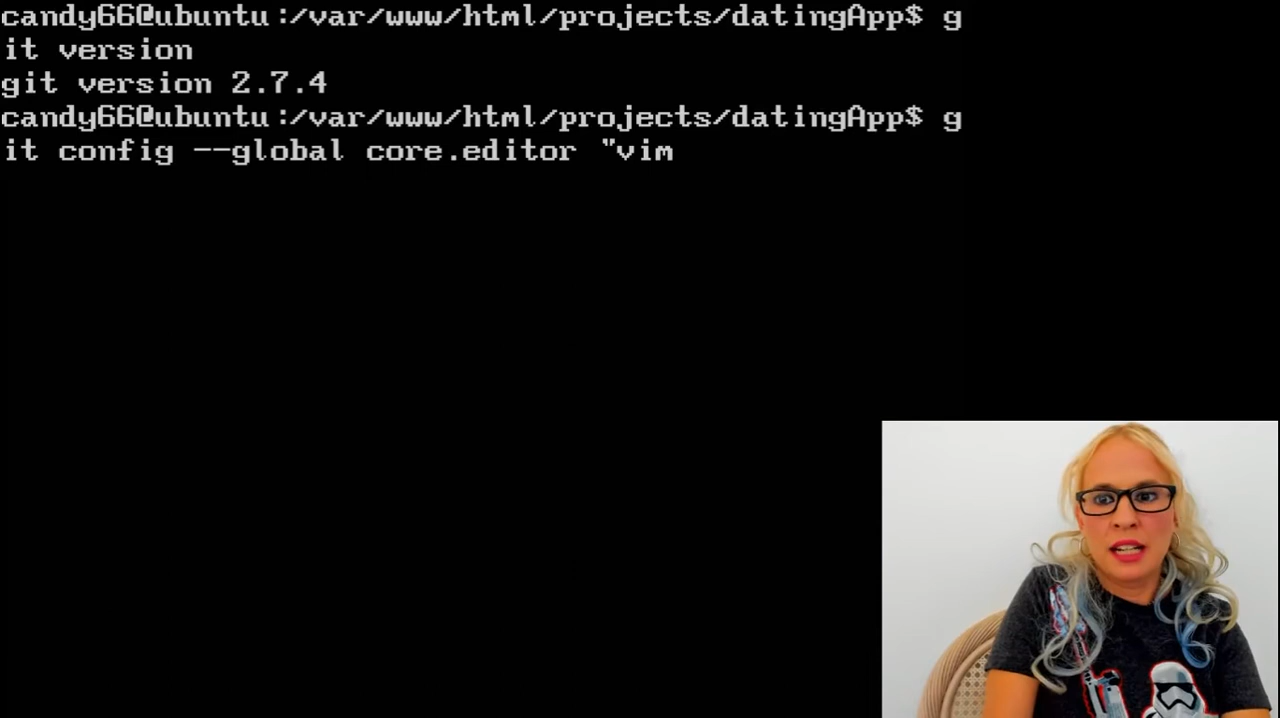 candy66@ubuntu:/var/www/html/projects/datingApp$ g
it version
git version 2.7.4
candy66@ubuntu:/var/www/html/projects/datingApp$ g
it config --global core.editor "vim